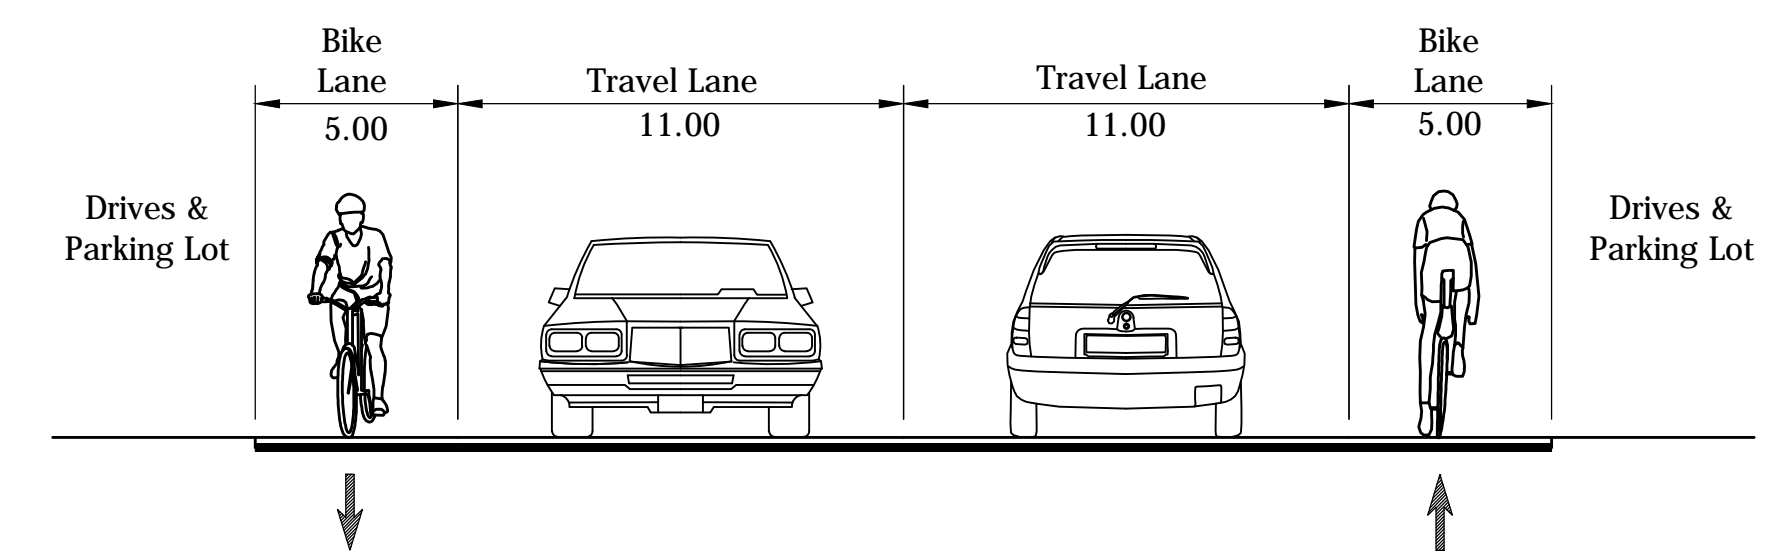 Bike
Lane
5.00
Travel Lane
11.00
Travel Lane
11.00
Bike
Lane
5.00
Drives &
Parking Lot
Drives &
Parking Lot